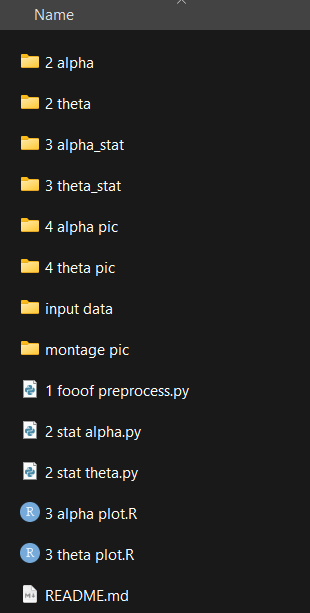 Name
2 alpha
2 theta
3 alpha_stat
3 theta_stat
4 alpha pic
4 theta pic
input data
montage pic
1 fooof preprocess.py
2 stat alpha.py
2 stat theta.py
R 3 alpha plot.R
R 3 theta plot.R
README.md